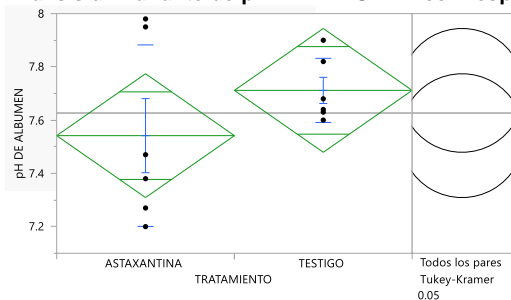 8
7.8
7.6
7.4
7.2
pH DE ALBUMEN
ASTAXANTINA
TESTIGO
TRATAMIENTO
Todos los pares
Tukey-Kramer
0.05